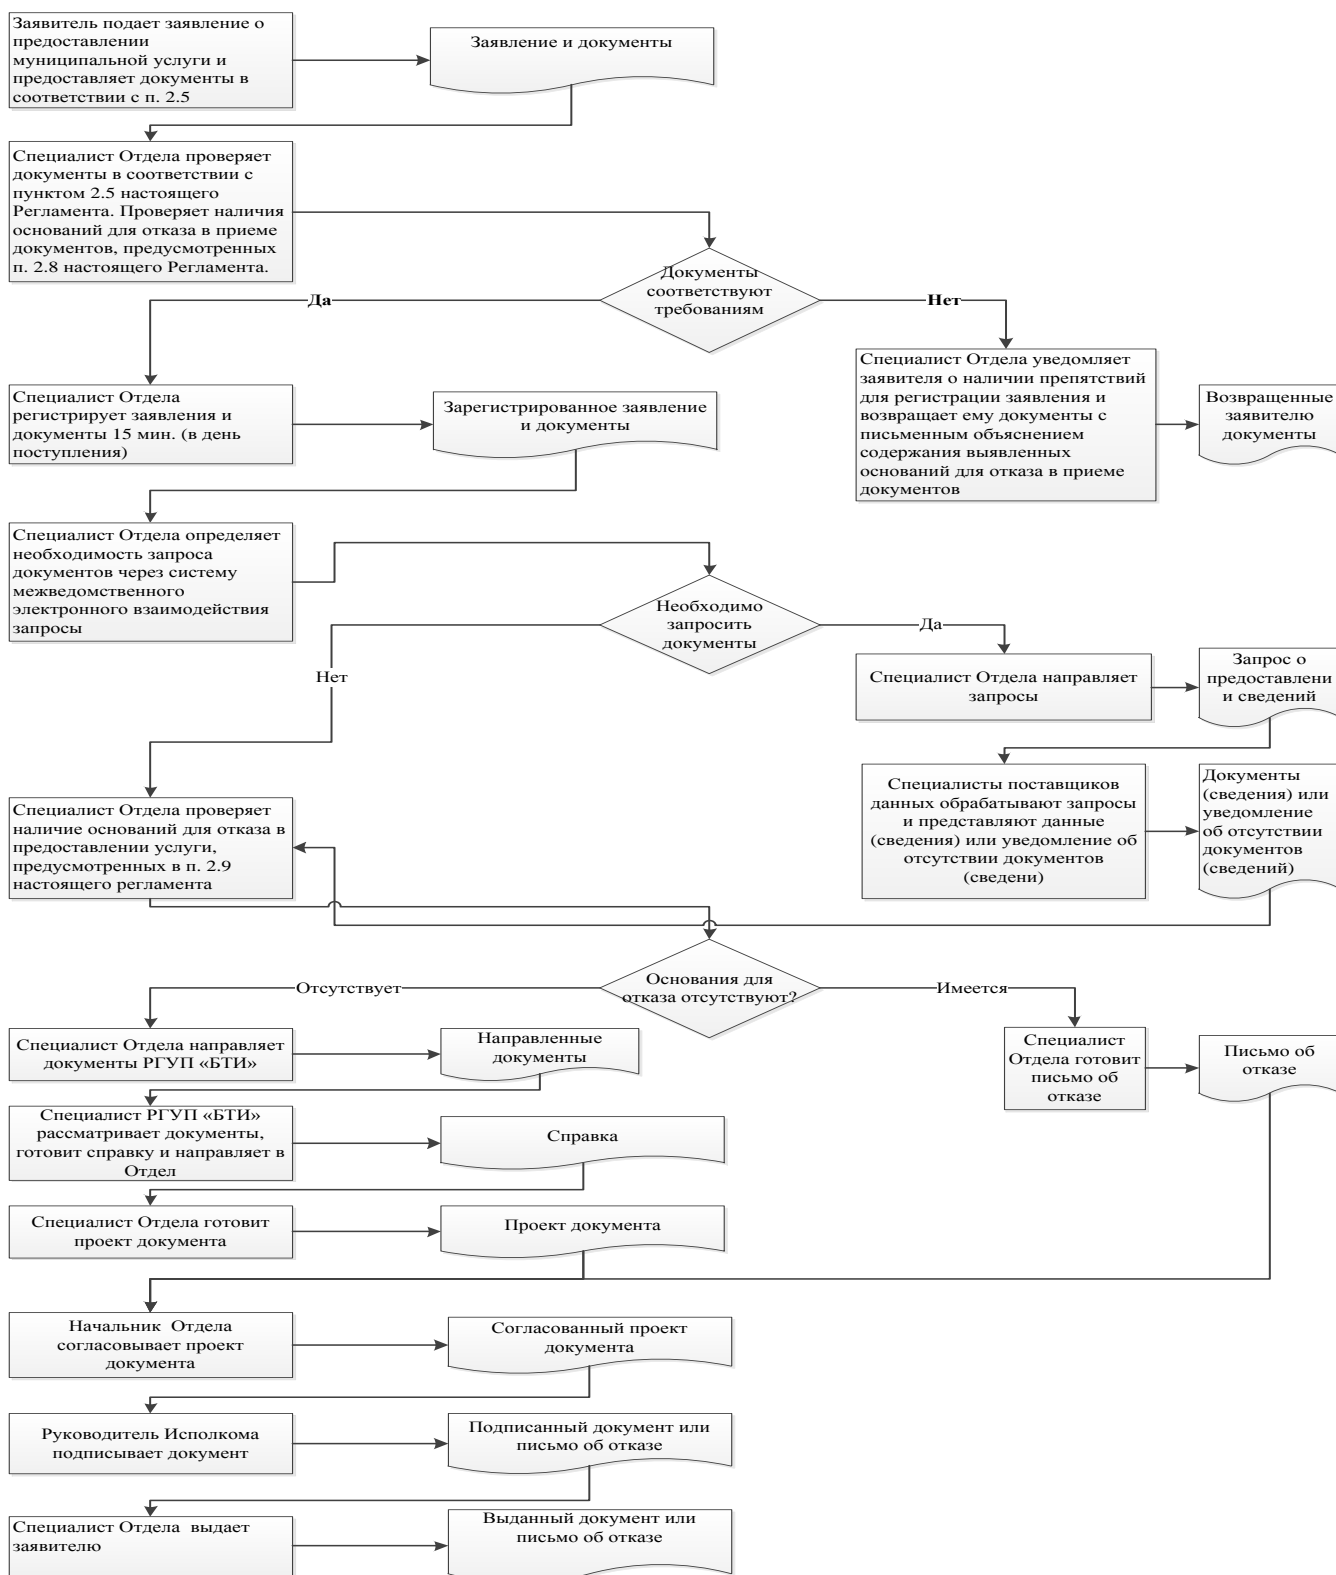 Заявитель подает заявление о
предоставлении
муниципальной услуги и
предоставляет документы в
соответствии с п. 2.5
Заявление и документы
Специалист Отдела проверяет
документы в соответствии с
пунктом 2.5 настоящего
Регламента. Проверяет наличия
оснований для отказа в приеме
документов, предусмотренных
п. 2.8 настоящего Регламента.
Документы
соответствуют
требованиям
Да
Нет
Специалист Отдела
регистрирует заявления и
документы 15 мин. (в день
поступления)
Зарегистрированное заявление
и документы
Специалист Отдела уведомляет
заявителя о наличии препятствий
для регистрации заявления и
возвращает ему документы с
письменным объяснением
содержания выявленных
оснований для отказа в приеме
документов
Возвращенные
заявителю
документы
Специалист Отдела определяет
необходимость запроса
документов через систему
межведомственного
электронного взаимодействия
запросы
Необходимо
запросить
документы
Да
Нет
Специалист Отдела направляет
запросы
Запрос о
предоставлени
и сведений
Специалисты поставщиков
данных обрабатывают запросы
и представляют данные
(сведения) или уведомление об
отсутствии документов
(сведени)
Документы
(сведения) или
уведомление
об отсутствии
документов
(сведений)
Специалист Отдела проверяет
наличие оснований для отказа в
предоставлении услуги,
предусмотренных в п. 2.9
настоящего регламента
Основания для
отказа отсутствуют?
Отсутствует
Имеется
Специалист Отдела направляет
документы РГУП «БТИ»
Направленные
документы
Специалист
Отдела готовит
письмо об
отказе
Письмо об
отказе
Специалист РГУП «БТИ»
рассматривает документы,
готовит справку и направляет в
Отдел
Справка
Специалист Отдела готовит
проект документа
Проект документа
Начальник Отдела
согласовывает проект
документа
Согласованный проект
документа
Руководитель Исполкома
подписывает документ
Подписанный документ или
письмо об отказе
Специалист Отдела выдает
заявителю
Выданный документ или
письмо об отказе